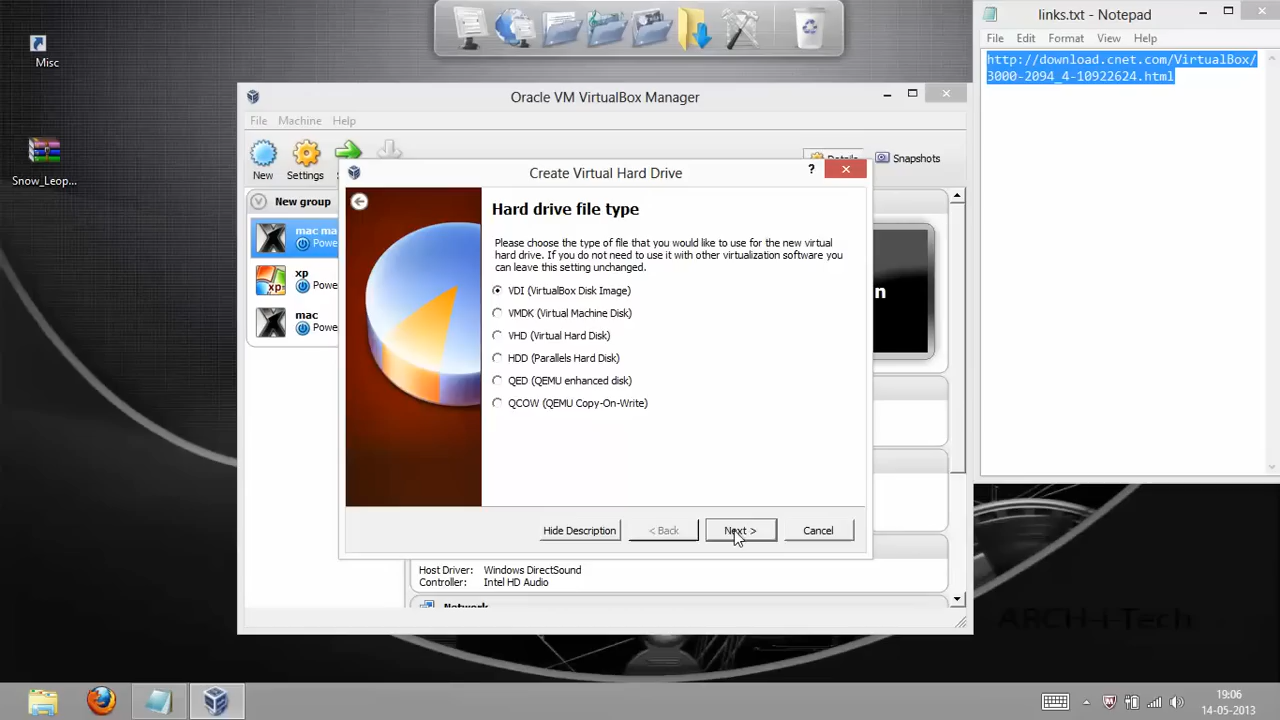 Misc
Snow_Leop...
links.txt - Notepad
File Edit Format View Help
http://download.cnet.com/VirtualBox/
3000-2094_4-10922624.html
Oracle VM VirtualBox Manager
File Machine Help
New
Settings
Details
Snapshots
New group
mac ma
Powe
xp
Powe
mac
Powe
Create Virtual Hard Drive
?
Hard drive file type
Please choose the type of file that you would like to use for the new virtual
hard drive. If you do not need to use it with other virtualization software you
can leave this setting unchanged.
VDI (VirtualBox Disk Image)
VMDK (Virtual Machine Disk)
VHD (Virtual Hard Disk)
HDD (Parallels Hard Disk)
QED (QEMU enhanced disk)
QCOW (QEMU Copy-On-Write)
Hide Description
< Back
Next >
Cancel
n
Host Driver: Windows DirectSound
Controller: Intel HD Audio
Network
ARCH-i-Tech
19:06
14-05-2013